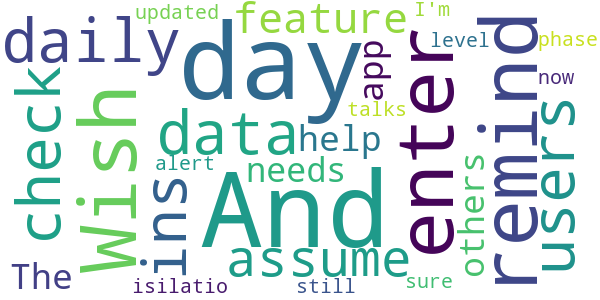 updated
feature
I'm
daily
day
app
level
phase
check
Wish
data
help
enter
remind
now
talks
users
alert
needs
And
others
ins
assume
The
isilatio
still
sure